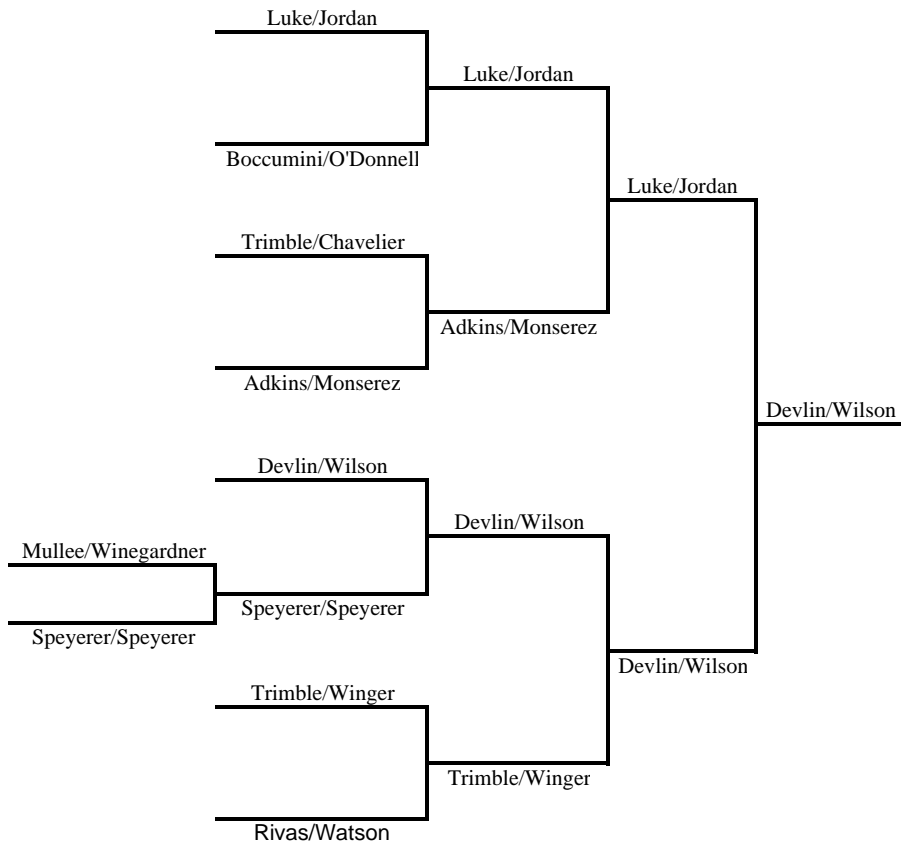 Luke/Jordan
Luke/Jordan
Boccumini/O'Donnell
Luke/Jordan
Trimble/Chavelier
Adkins/Monserez
Adkins/Monserez
Devlin/Wilson
Devlin/Wilson
Devlin/Wilson
Mullee/Winegardner
Speyerer/Speyerer
Speyerer/Speyerer
Devlin/Wilson
Trimble/Winger
Trimble/Winger
Rivas/Watson